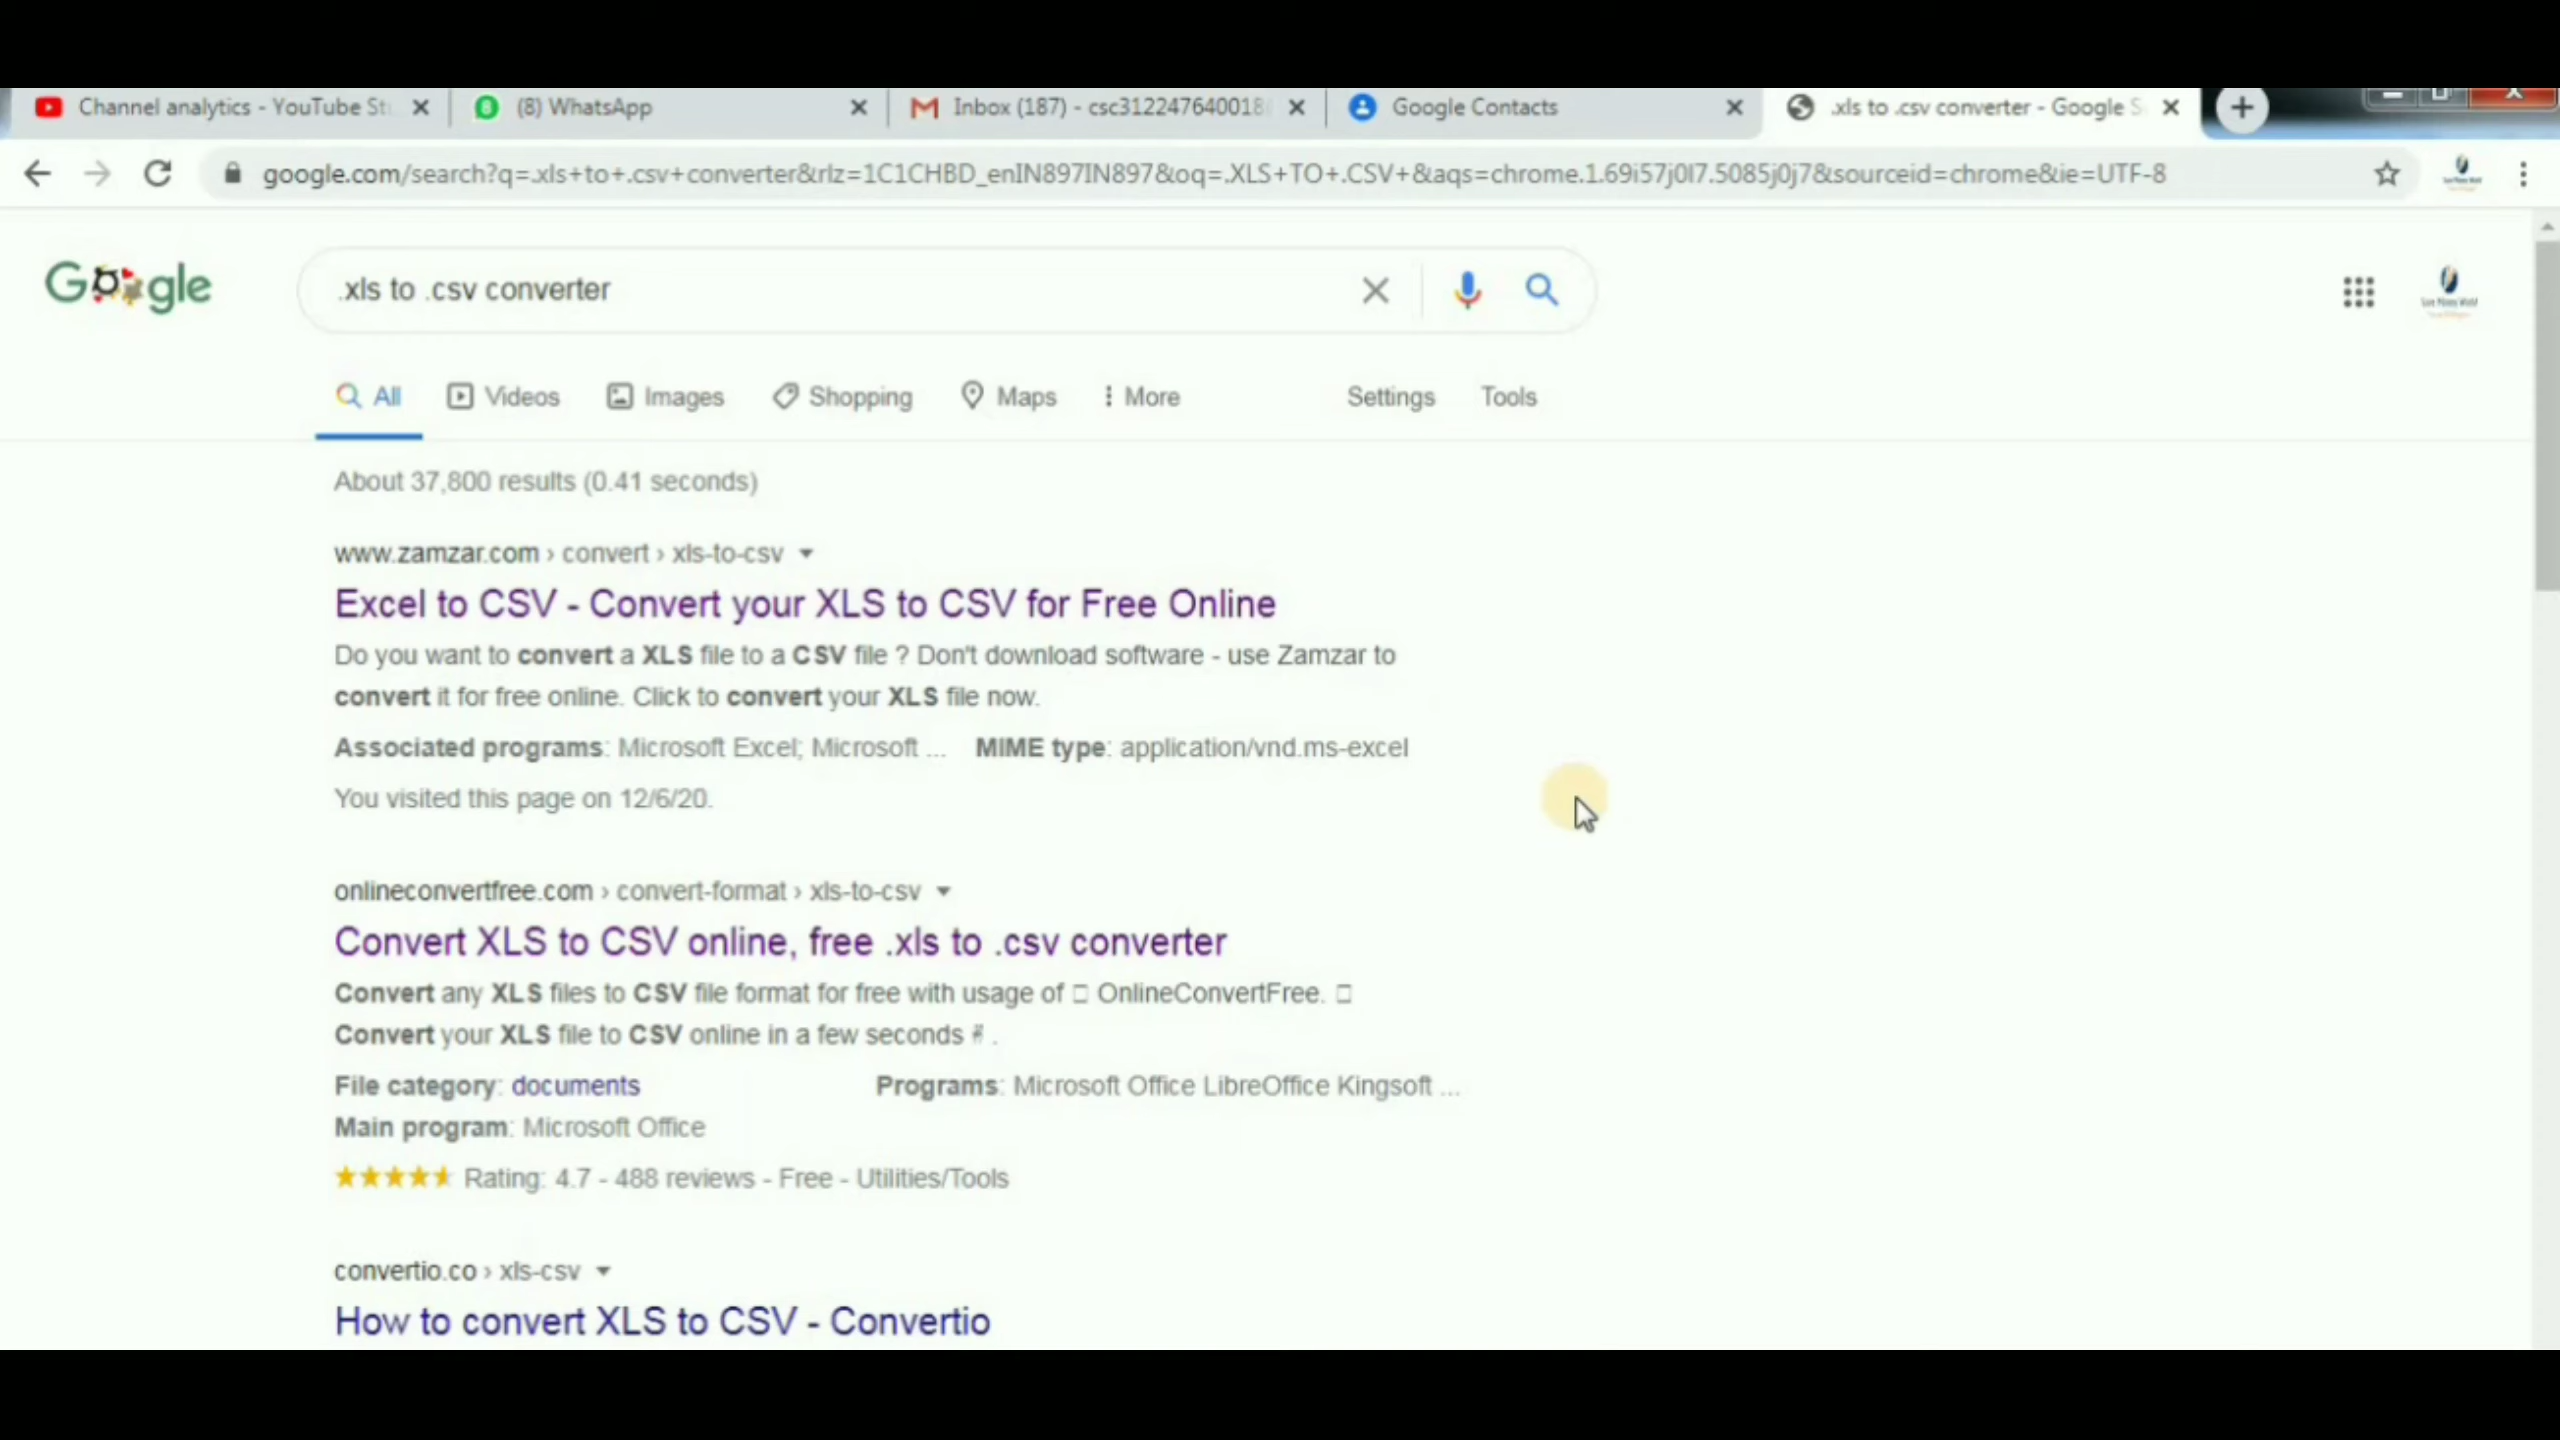 Channel analytics - YouTube St
(8) WhatsApp
Inbox (187) - csc312247640018
Google Contacts
.xls to .csv converter - Google S
google.com/search?q=.xls+to+.csv+converter&rlz=1C1CHBD_enIN897IN897&oq=.XLS+TO+.CSV+&aqs=chrome.1.69i57j0l7.5085j0j7&sourceid=chrome&ie=UTF-8
Google
.xls to .csv converter
All
Videos
Images
Shopping
Maps
More
Settings
Tools
About 37,800 results (0.41 seconds)
www.zamzar.com › convert › xls-to-csv
Excel to CSV - Convert your XLS to CSV for Free Online
Do you want to convert a XLS file to a CSV file ? Don't download software - use Zamzar to
convert it for free online. Click to convert your XLS file now.
Associated programs: Microsoft Excel; Microsoft ... MIME type: application/vnd.ms-excel
You visited this page on 12/6/20.
onlineconvertfree.com › convert-format › xls-to-csv
Convert XLS to CSV online, free .xls to .csv converter
Convert any XLS files to CSV file format for free with usage of □ OnlineConvertFree. □
Convert your XLS file to CSV online in a few seconds .
File category: documents Programs: Microsoft Office LibreOffice Kingsoft ...
Main program: Microsoft Office
Rating: 4.7 - 488 reviews - Free - Utilities/Tools
convertio.co › xls-csv
How to convert XLS to CSV - Convertio